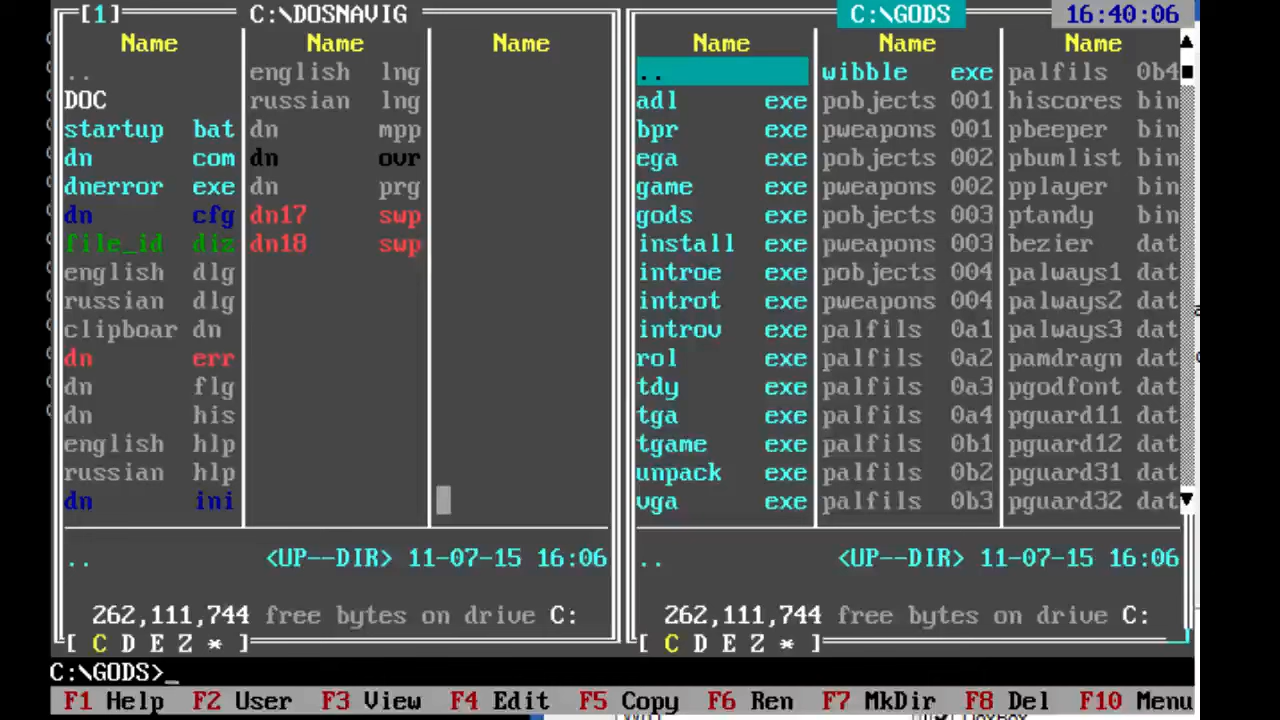 [1] C:\DOSNAVIG C:\GODS 16:40:06
Name Name Name Name Name Name
.. english lng .. wibble exe palfils 0b4
DOC russian lng adl exe pobjects 001 hiscores bin
startup bat dn mpp bpr exe pweapons 001 pbeeper bin
dn com dn ovr ega exe pobjects 002 pbumlist bin
dnerror exe dn prg game exe pweapons 002 pplayer bin
dn cfg dn17 swp gods exe pobjects 003 ptandy bin
file_id diz dn18 swp install exe pweapons 003 bezier dat
english dlg introe exe pobjects 004 palways1 dat
russian dlg introt exe pweapons 004 palways2 dat
clipboar dn introv exe palfils 0a1 palways3 dat
dn err rol exe palfils 0a2 pamdragn dat
dn flg tdy exe palfils 0a3 pgodfont dat
dn his tga exe palfils 0a4 pguard11 dat
english hlp tgame exe palfils 0b1 pguard12 dat
russian hlp unpack exe palfils 0b2 pguard31 dat
dn ini vga exe palfils 0b3 pguard32 dat
.. <UP--DIR> 11-07-15 16:06 .. <UP--DIR> 11-07-15 16:06
262,111,744 free bytes on drive C: 262,111,744 free bytes on drive C:
[ C D E Z * ] [ C D E Z * ]
C:\GODS>_
F1 Help F2 User F3 View F4 Edit F5 Copy F6 Ren F7 MkDir F8 Del F10 Menu